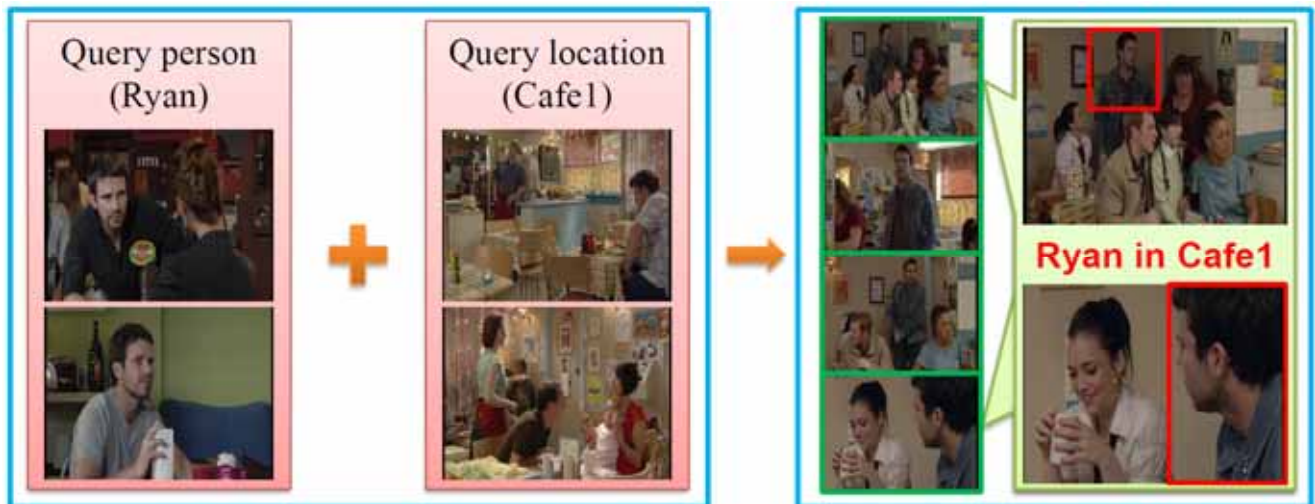 Query person
(Ryan)
Query location
(Cafe1)
Ryan in Cafe1